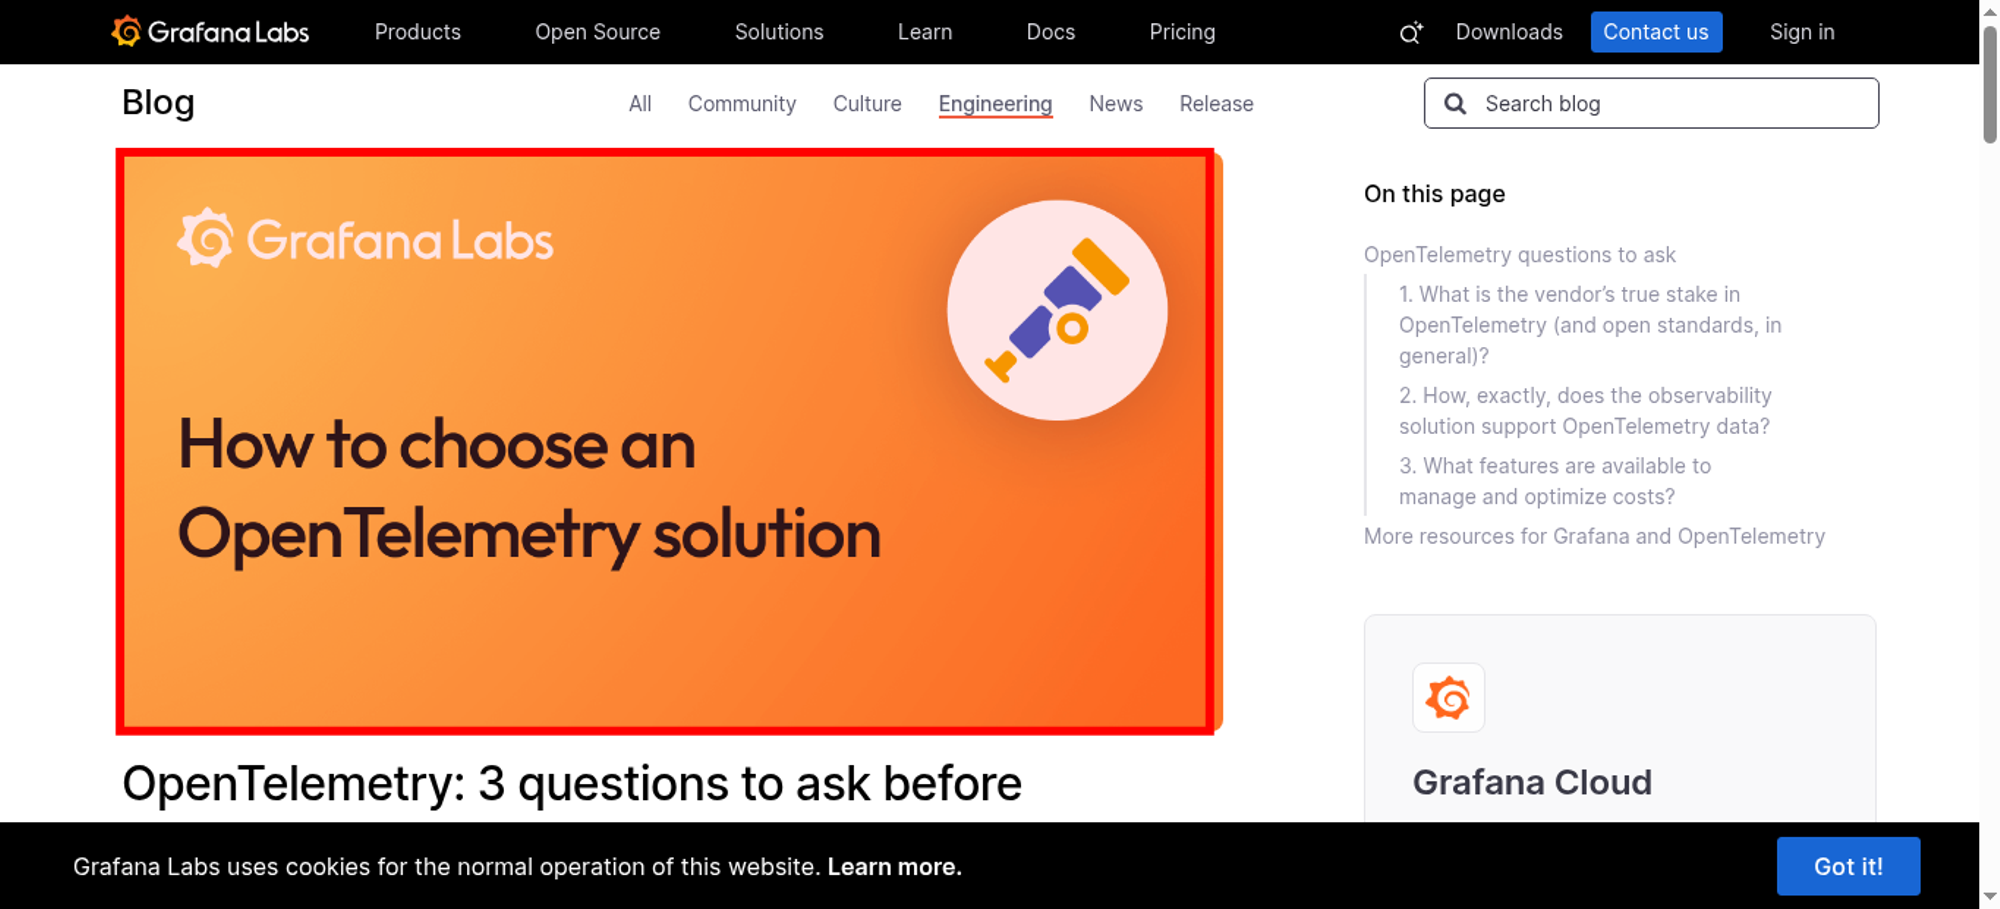 Grafana Labs
Products
Open Source
Solutions
Learn
Docs
Pricing
Downloads
Contact us
Sign in
Blog
All
Community
Culture
Engineering
News
Release
Search blog
Grafana Labs
How to choose an
OpenTelemetry solution
OpenTelemetry: 3 questions to ask before
On this page
OpenTelemetry questions to ask
1. What is the vendor’s true stake in
OpenTelemetry (and open standards, in
general)?
2. How, exactly, does the observability
solution support OpenTelemetry data?
3. What features are available to
manage and optimize costs?
More resources for Grafana and OpenTelemetry
Grafana Cloud
Grafana Labs uses cookies for the normal operation of this website. Learn more.
Got it!